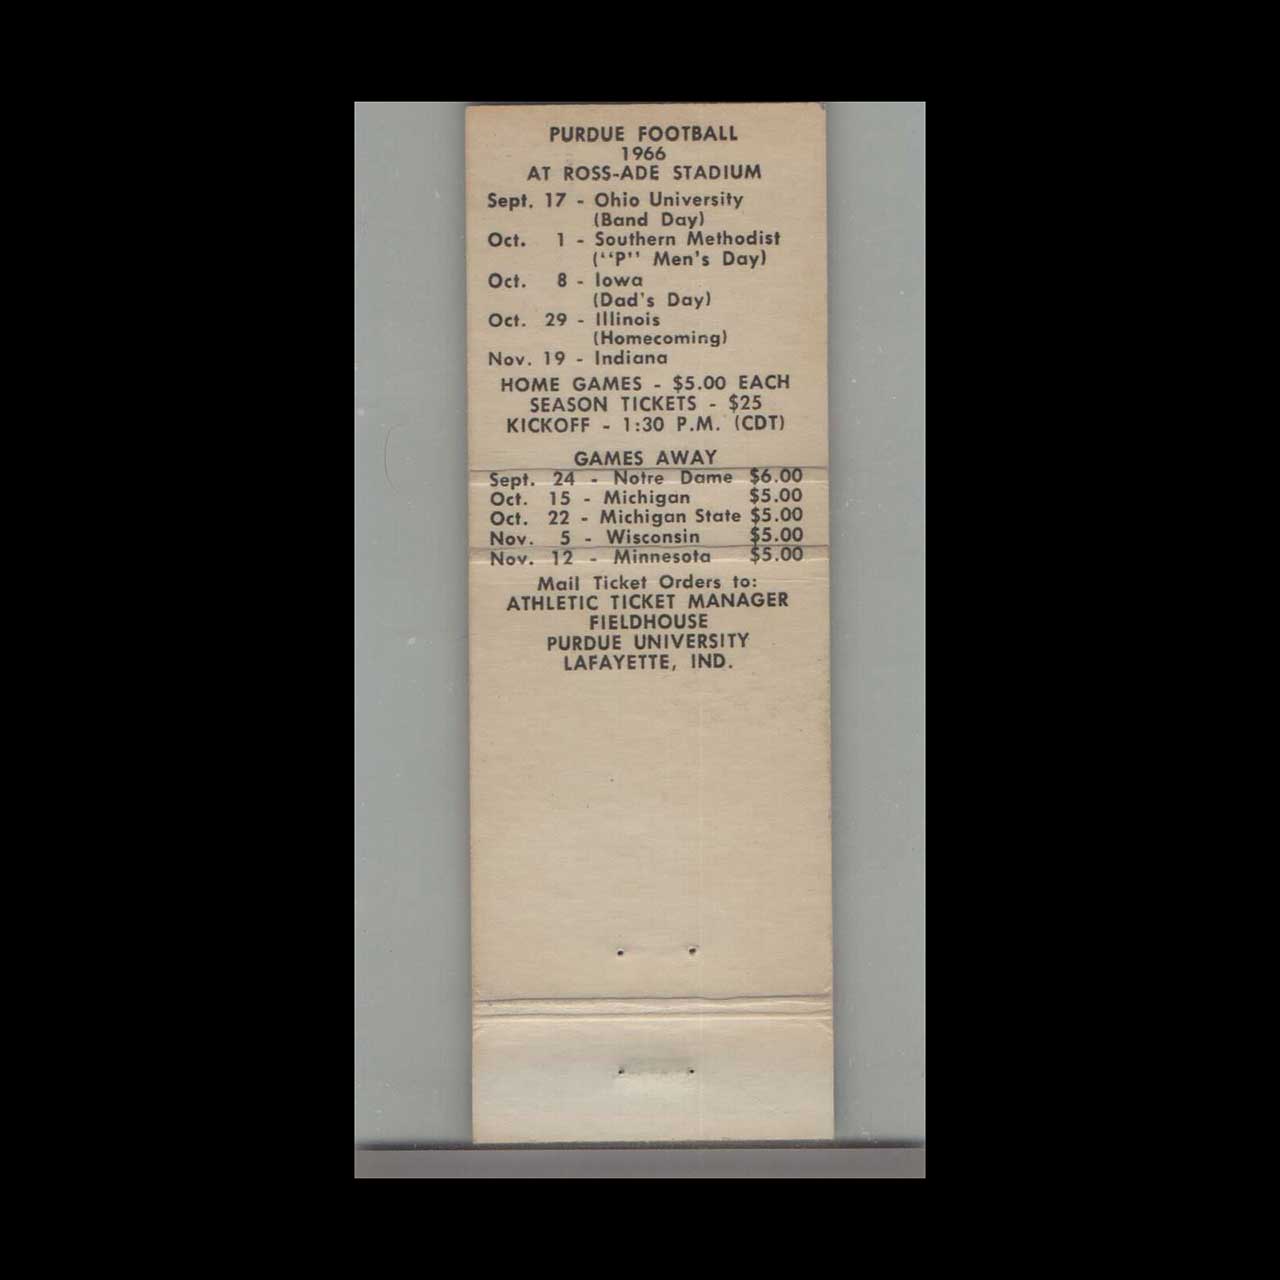 PURDUE FOOTBALL
1966
AT ROSS-ADE STADIUM
Sept. 17 - Ohio University
(Band Day)
Oct. 1 - Southern Methodist
(“P” Men's Day)
Oct. 8 - Iowa
(Dad's Day)
Oct. 29 - Illinois
(Homecoming)
Nov. 19 - Indiana
HOME GAMES - $5.00 EACH
SEASON TICKETS - $25
KICKOFF - 1:30 P.M. (CDT)
GAMES AWAY
Sept. 24 - Notre Dame $6.00
Oct. 15 - Michigan $5.00
Oct. 22 - Michigan State $5.00
Nov. 5 - Wisconsin $5.00
Nov. 12 - Minnesota $5.00
Mail Ticket Orders to:
ATHLETIC TICKET MANAGER
FIELDHOUSE
PURDUE UNIVERSITY
LAFAYETTE, IND.